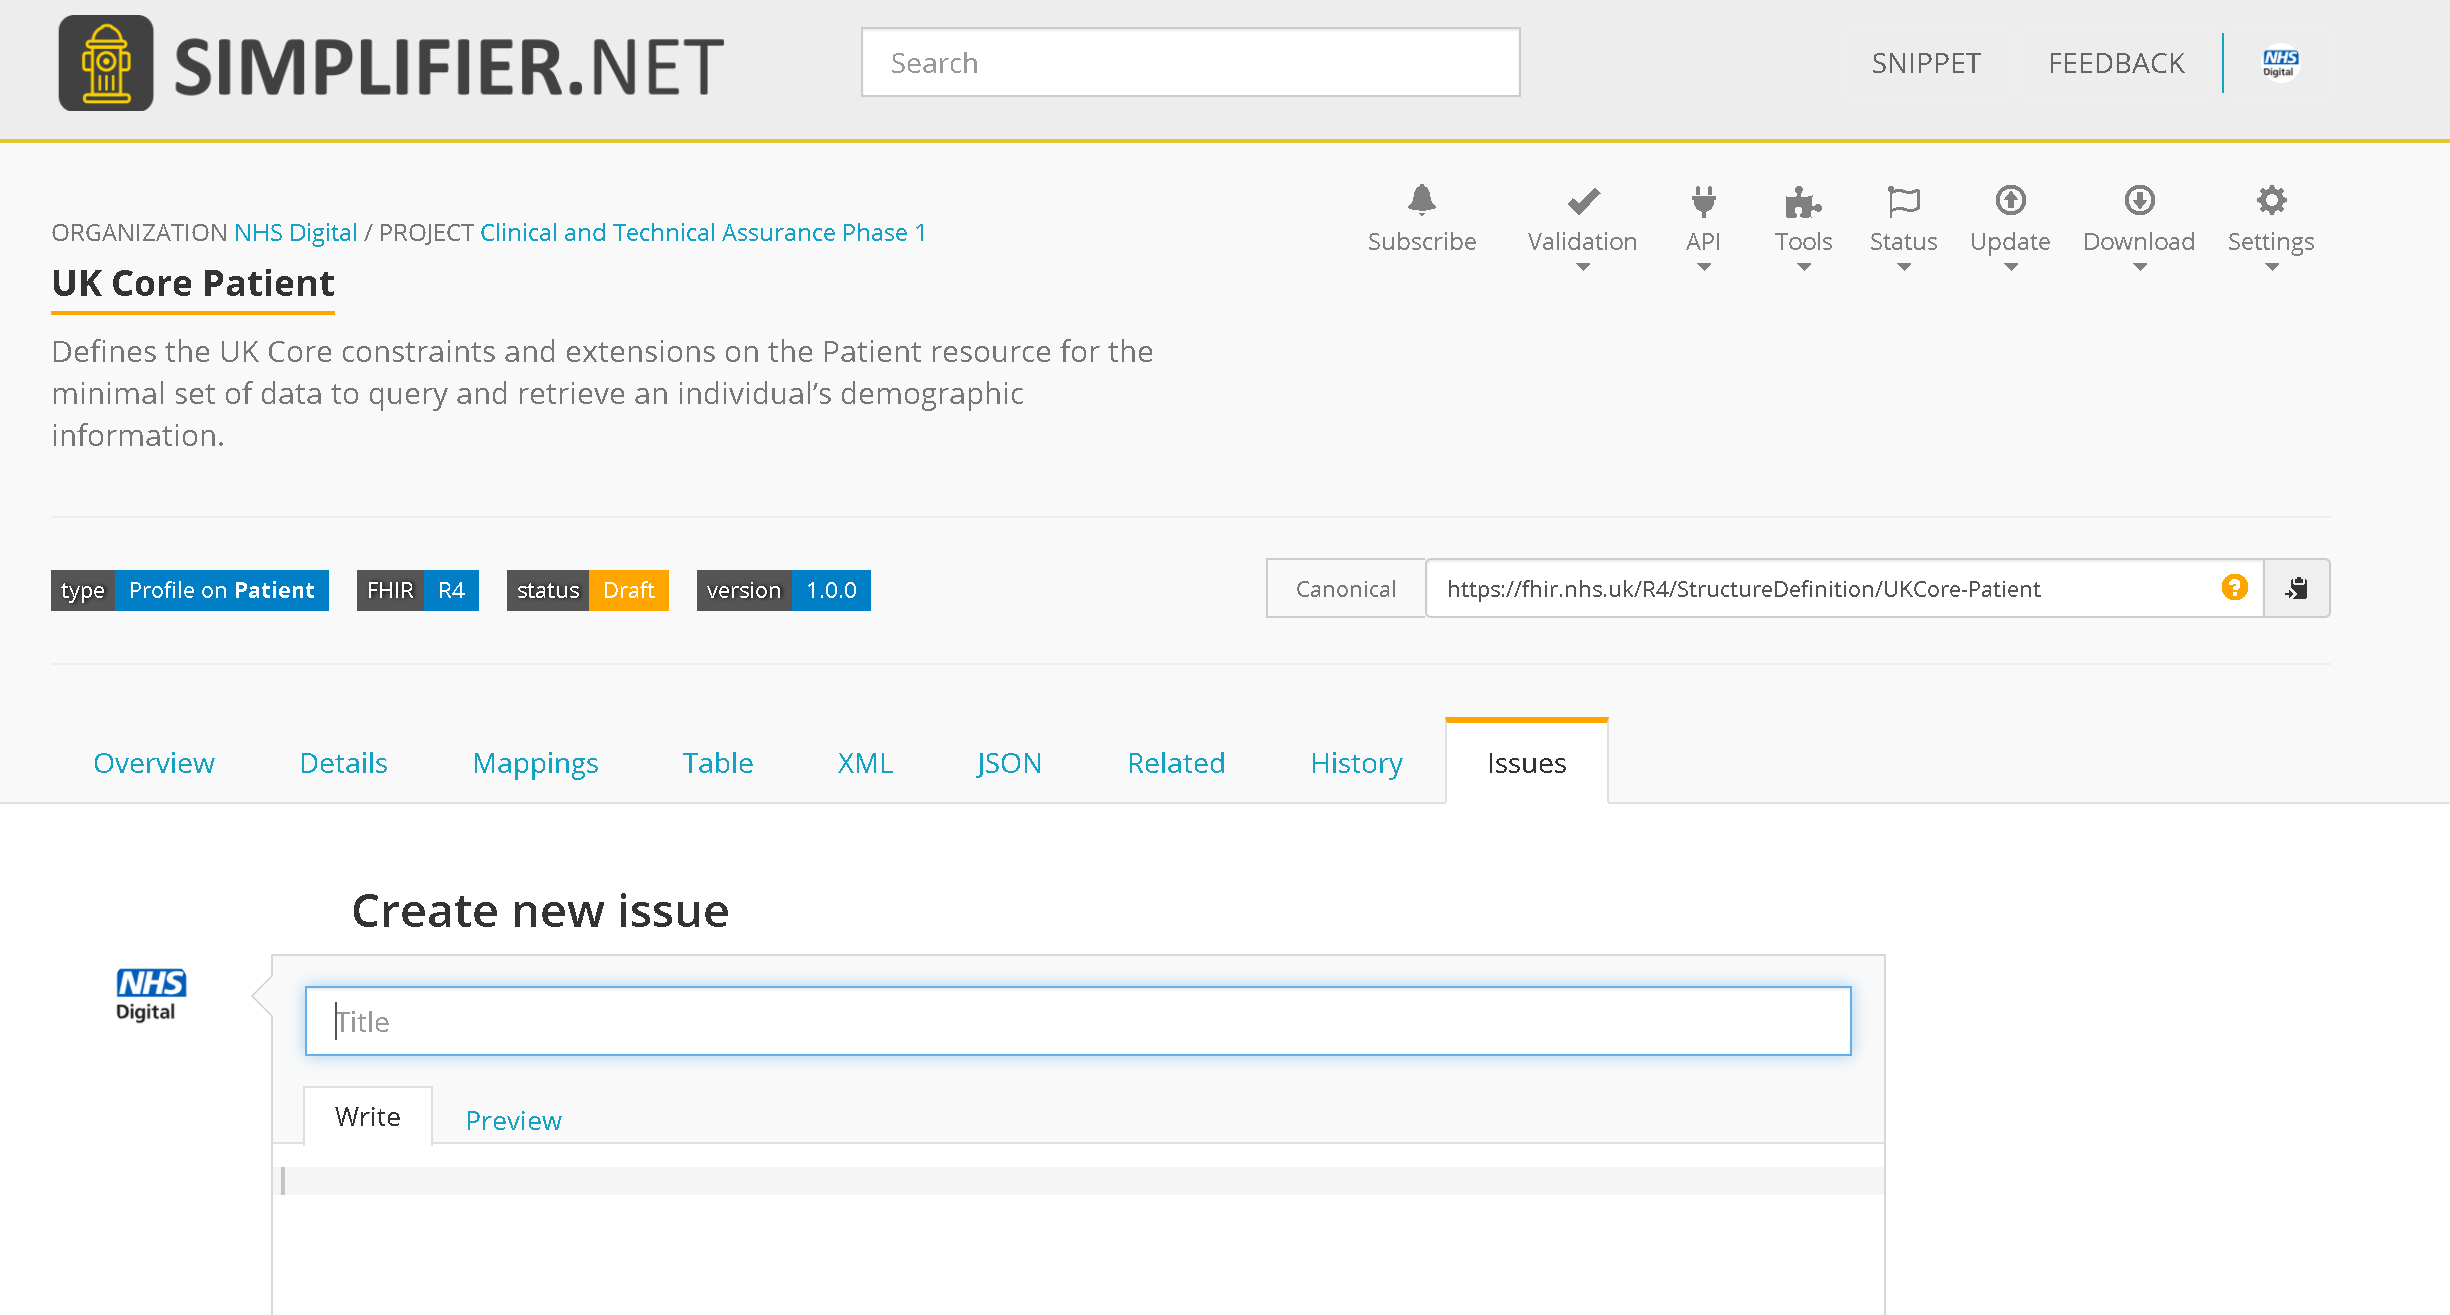 SIMPLIFIER.NET
Search
SNIPPET
FEEDBACK
NHS
Digital
ORGANIZATION NHS Digital / PROJECT Clinical and Technical Assurance Phase 1
Subscribe
Validation
API
Tools
Status
Update
Download
Settings
UK Core Patient
Defines the UK Core constraints and extensions on the Patient resource for the
minimal set of data to query and retrieve an individual’s demographic
information.
type Profile on Patient
FHIR R4
status Draft
version 1.0.0
Canonical
https://fhir.nhs.uk/R4/StructureDefinition/UKCore-Patient
?
Overview
Details
Mappings
Table
XML
JSON
Related
History
Issues
Create new issue
NHS
Digital
Title
Write
Preview